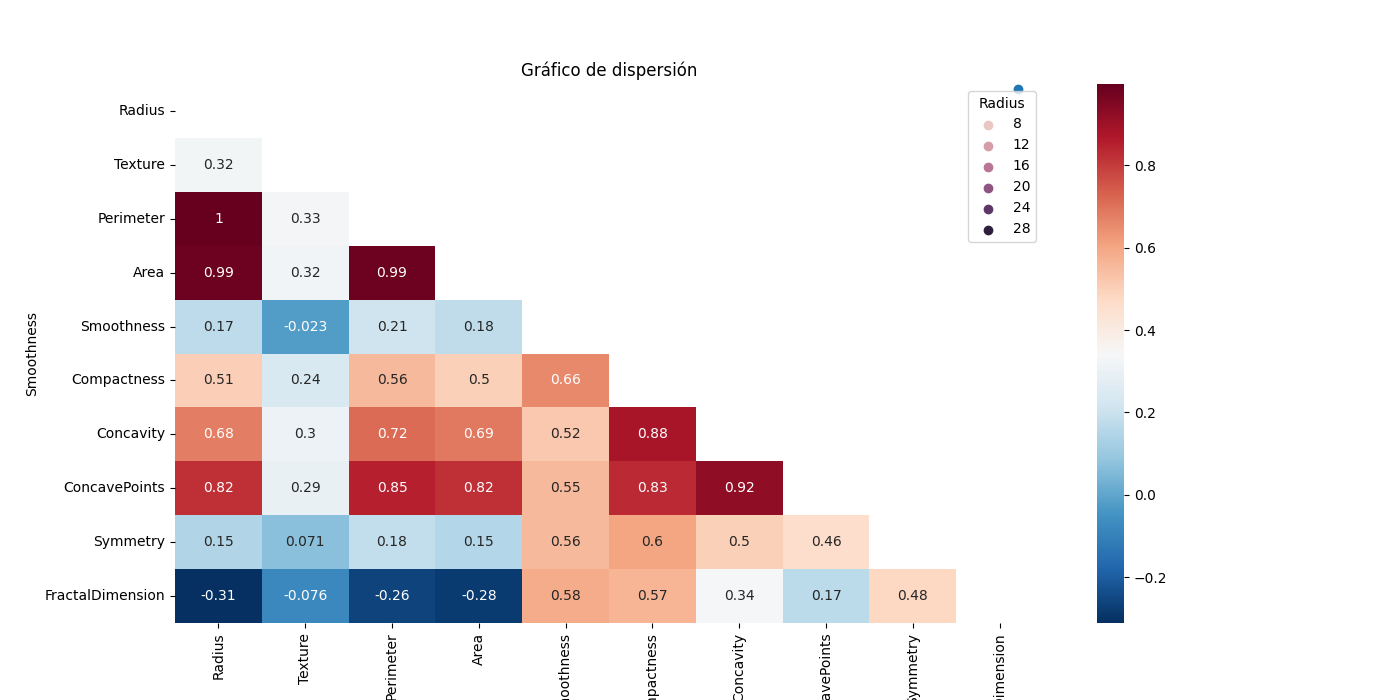 Gráfico de dispersión
Radius
Radius
8
12
16
20
24
28
Texture 0.32
Perimeter 1 0.33
Area 0.99 0.32 0.99
Smoothness 0.17 -0.023 0.21 0.18
Compactness 0.51 0.24 0.56 0.5 0.66
Concavity 0.68 0.3 0.72 0.69 0.52 0.88
ConcavePoints 0.82 0.29 0.85 0.82 0.55 0.83 0.92
Symmetry 0.15 0.071 0.18 0.15 0.56 0.6 0.5 0.46
FractalDimension -0.31 -0.076 -0.26 -0.28 0.58 0.57 0.34 0.17 0.48
Smoothness
Radius
Texture
Perimeter
Area
oothness
pactness
Concavity
avePoints
ymmetry
imension
0.8
0.6
0.4
0.2
0.0
−0.2